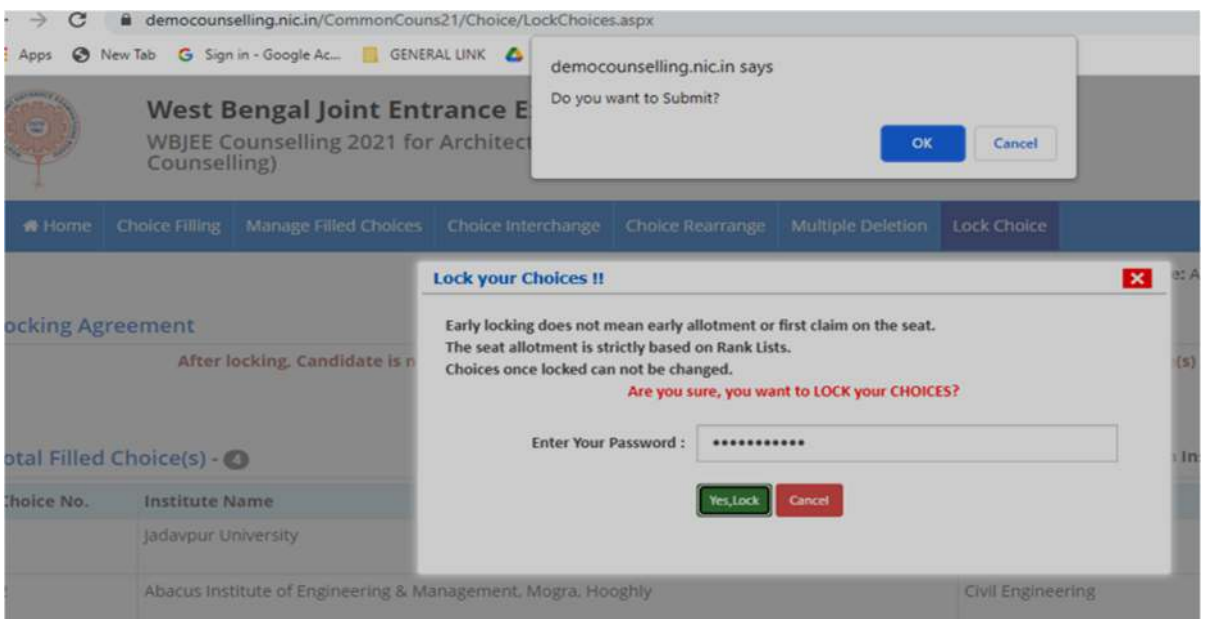 democounselling.nic.in/CommonCouns21/Choice/LockChoices.aspx
Apps New Tab Sign in - Google Ac... GENERAL LINK
democounselling.nic.in says
Do you want to Submit?
OK Cancel
West Bengal Joint Entrance E
WBJEE Counselling 2021 for Architect
Counselling)
Home Choice Filling Manage Filled Choices Choice Interchange Choice Rearrange Multiple Deletion Lock Choice
Lock your Choices !!
e: A
ocking Agreement
Early locking does not mean early allotment or first claim on the seat.
The seat allotment is strictly based on Rank Lists.
After locking, Candidate is n
(s)
Choices once locked can not be changed.
Are you sure, you want to LOCK your CHOICES?
Enter Your Password : •••••••••••
otal Filled Choice(s) - 4
In
Choice No. Institute Name
Yes,Lock Cancel
Jadavpur University
Abacus Institute of Engineering & Management, Mogra, Hooghly Civil Engineering